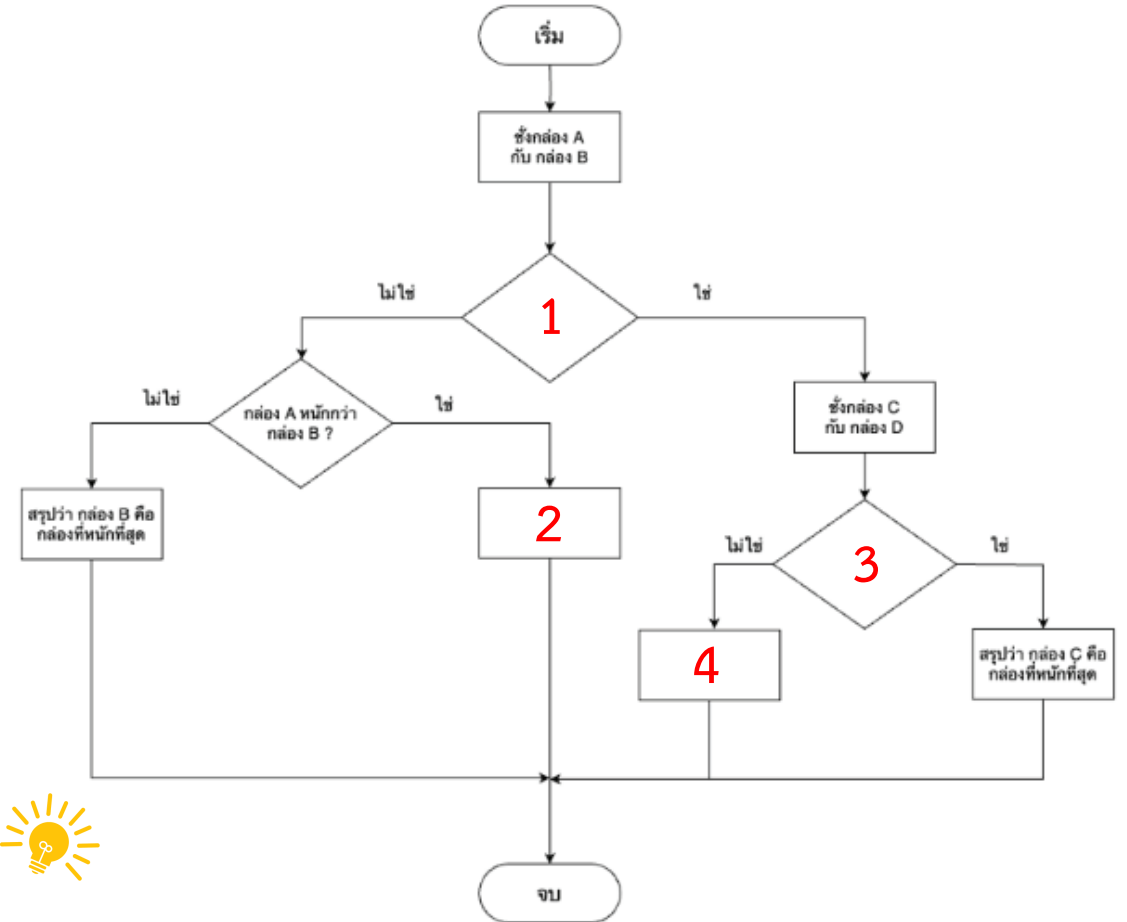 เริ่ม
ชั่งกล่อง A
กับ กล่อง B
ไม่ใช่
1
ใช่
ไม่ใช่
กล่อง A หนักกว่า
กล่อง B ?
ใช่
ชั่งกล่อง C
กับ กล่อง D
สรุปว่า กล่อง B คือ
กล่องที่หนักที่สุด
2
ไม่ใช่
3
ใช่
4
สรุปว่า กล่อง C คือ
กล่องที่หนักที่สุด
จบ